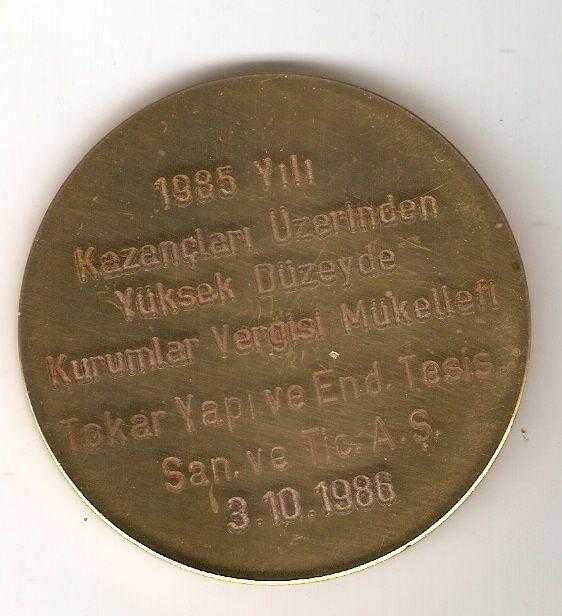 1985 Yılı
Kazançları Üzerinden
Yüksek Düzeyde
Kurumlar Vergisi Mükellefi
Tokar Yapı ve End. Tesis.
San. ve Tic. A.Ş.
3.10.1986